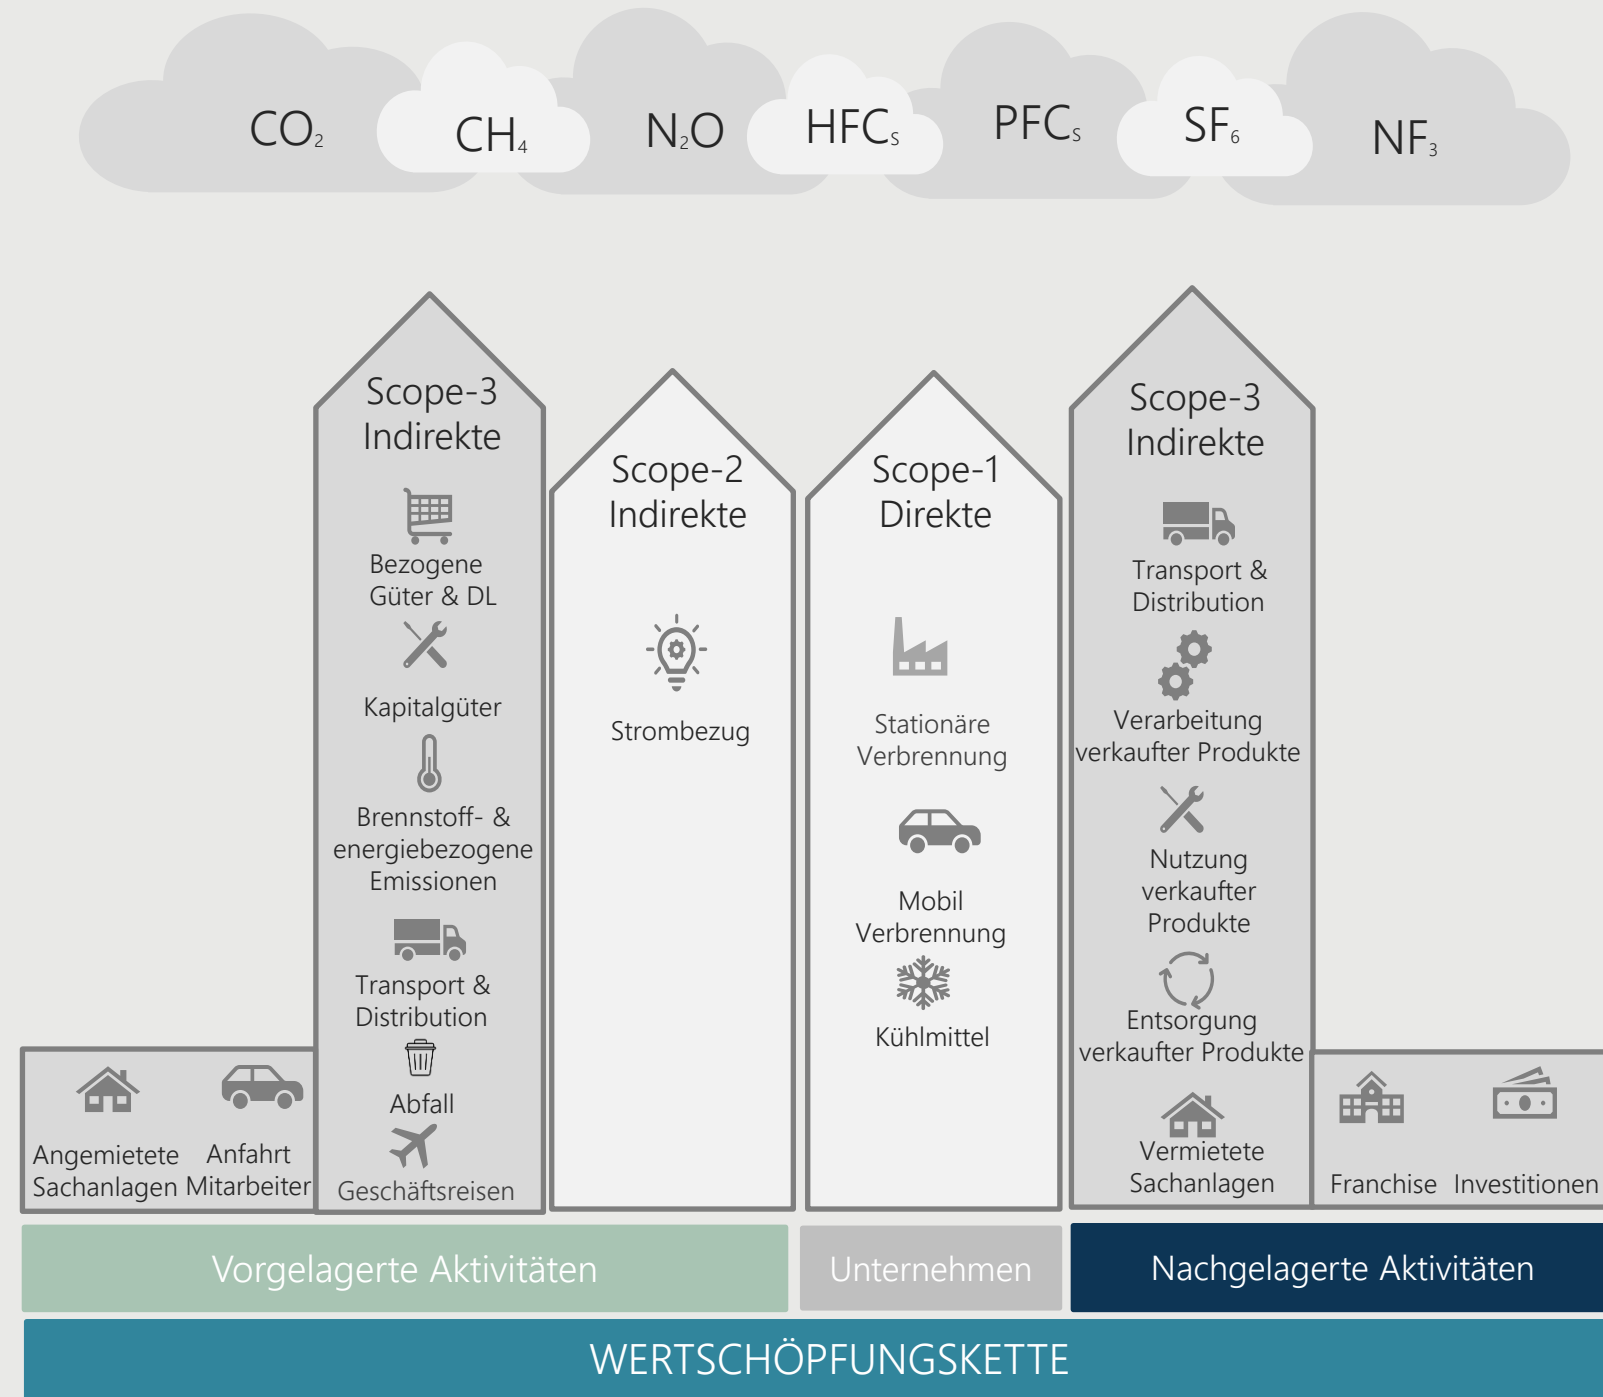 CO₂
CH₄
N₂O
HFCs
PFCs
SF₆
NF₃
Scope-3
Indirekte
Bezogene
Güter & DL
Kapitalgüter
Brennstoff- &
energiebezogene
Emissionen
Transport &
Distribution
Abfall
Geschäftsreisen
Angemietete
Sachanlagen
Anfahrt
Mitarbeiter
Scope-2
Indirekte
Strombezug
Scope-1
Direkte
Stationäre
Verbrennung
Mobil
Verbrennung
Kühlmittel
Scope-3
Indirekte
Transport &
Distribution
Verarbeitung
verkaufter Produkte
Nutzung
verkaufter
Produkte
Entsorgung
verkaufter Produkte
Vermietete
Sachanlagen
Franchise
Investitionen
Vorgelagerte Aktivitäten
Unternehmen
Nachgelagerte Aktivitäten
WERTSCHÖPFUNGSKETTE